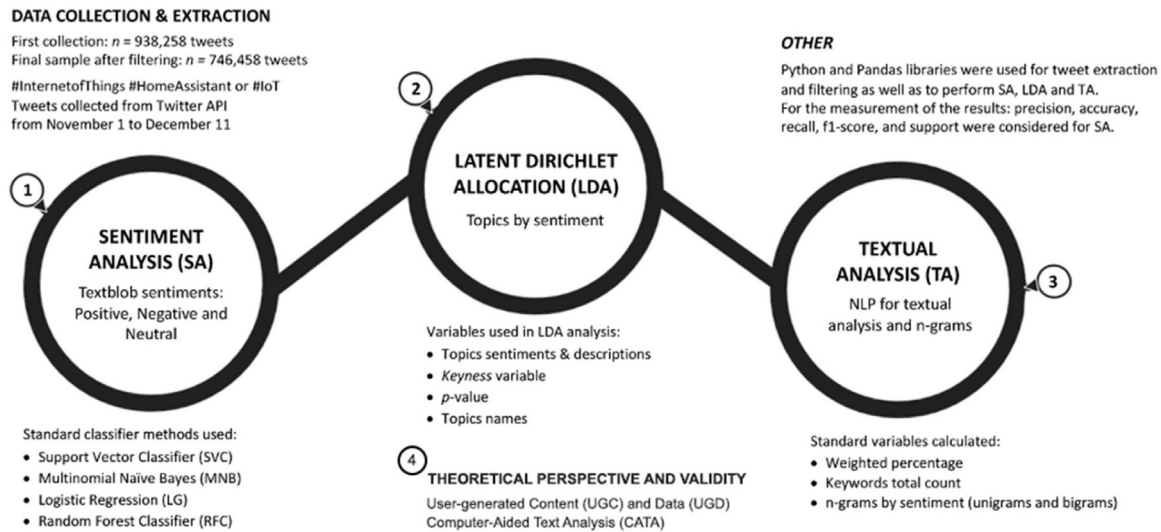 DATA COLLECTION & EXTRACTION
First collection: n = 938,258 tweets
Final sample after filtering: n = 746,458 tweets
#InternetofThings #HomeAssistant or #IoT
Tweets collected from Twitter API
from November 1 to December 11
1
SENTIMENT
ANALYSIS (SA)
Textblob sentiments:
Positive, Negative and
Neutral
Standard classifier methods used:
• Support Vector Classifier (SVC)
• Multinomial Naïve Bayes (MNB)
• Logistic Regression (LG)
• Random Forest Classifier (RFC)
2
LATENT DIRICHLET
ALLOCATION (LDA)
Topics by sentiment
Variables used in LDA analysis:
• Topics sentiments & descriptions
• Keyness variable
• p-value
• Topics names
4
THEORETICAL PERSPECTIVE AND VALIDITY
User-generated Content (UGC) and Data (UGD)
Computer-Aided Text Analysis (CATA)
OTHER
Python and Pandas libraries were used for tweet extraction
and filtering as well as to perform SA, LDA and TA.
For the measurement of the results: precision, accuracy,
recall, f1-score, and support were considered for SA.
3
TEXTUAL
ANALYSIS (TA)
NLP for textual
analysis and n-grams
Standard variables calculated:
• Weighted percentage
• Keywords total count
• n-grams by sentiment (unigrams and bigrams)